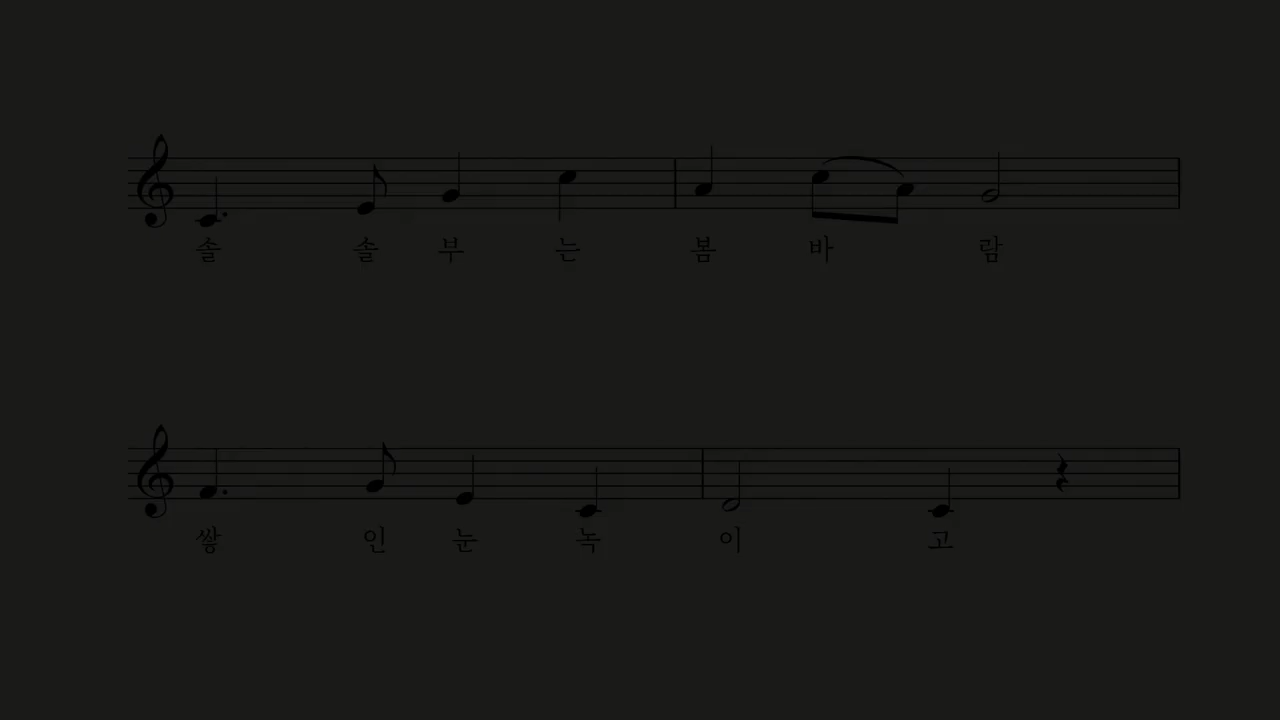 솔 솔 부 는 봄 바 람
쌓 인 눈 녹 이 고